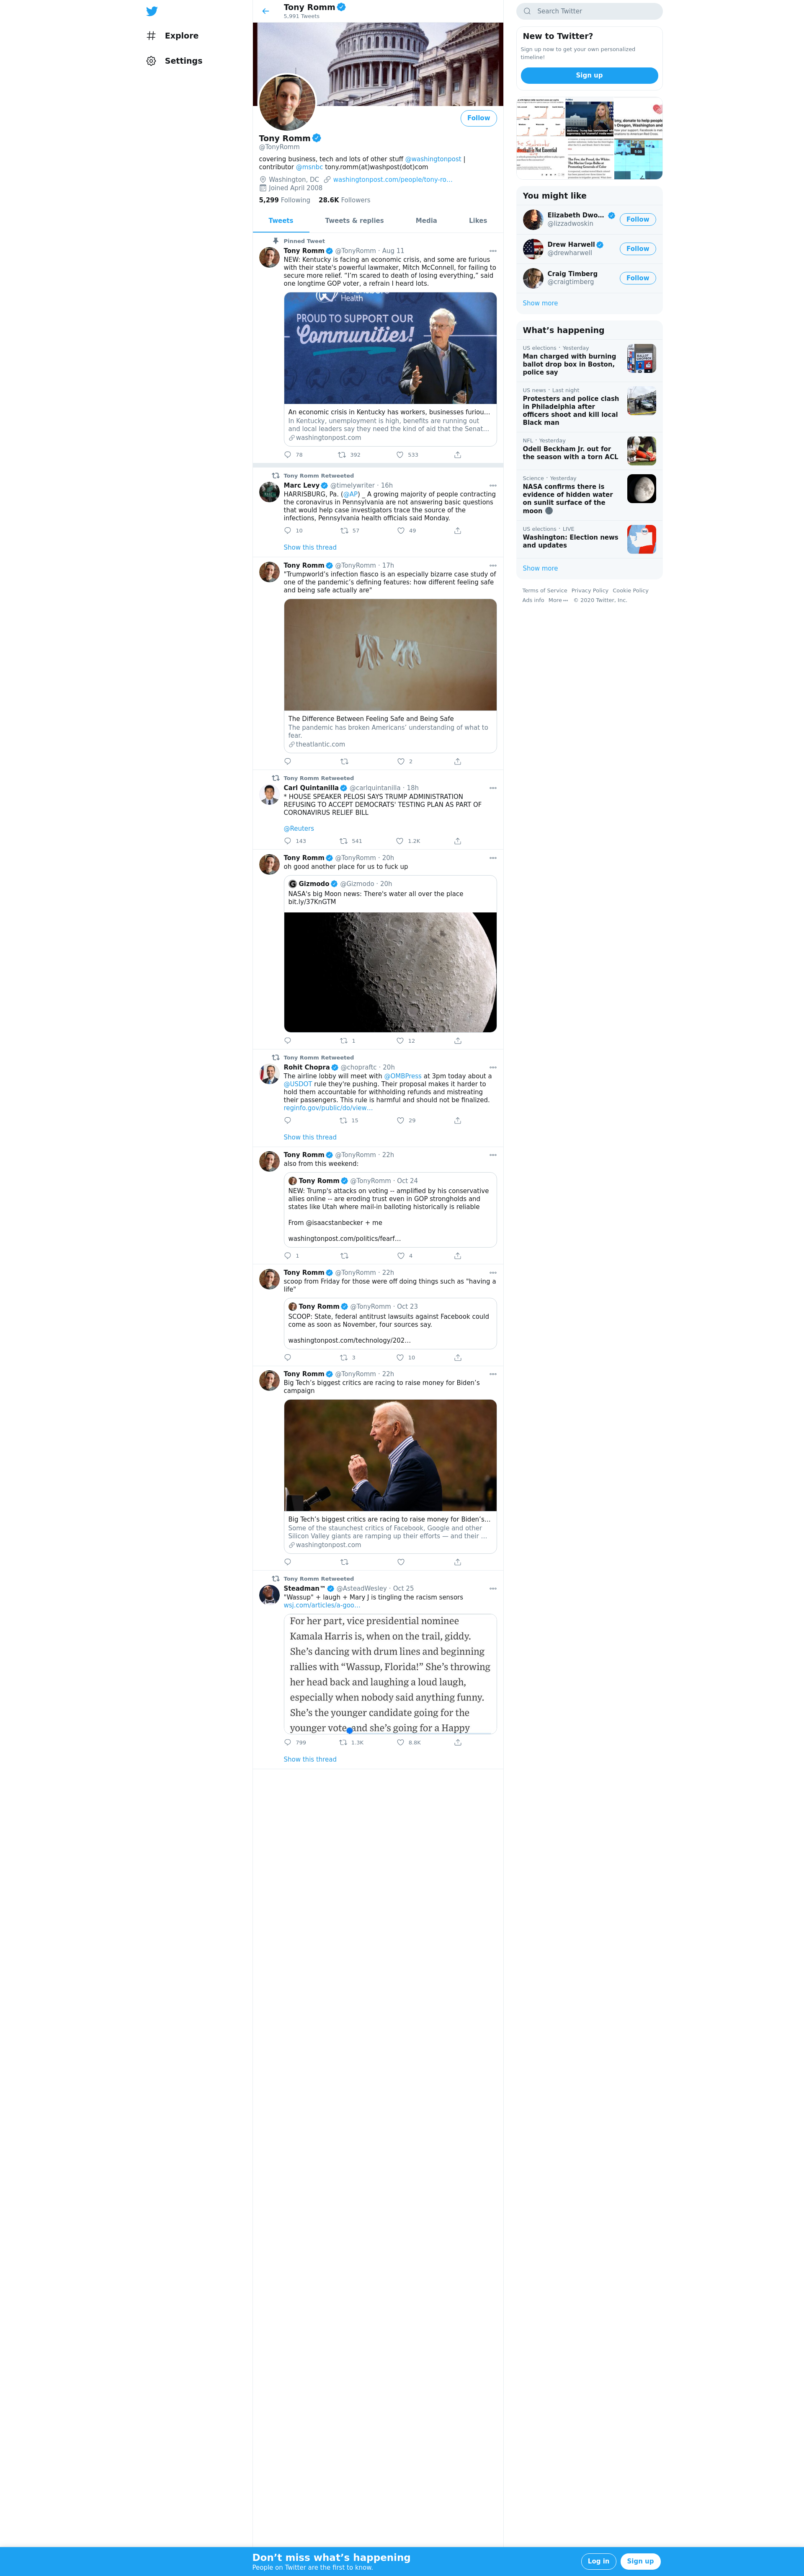 Explore
Settings
Tony Romm
5,991 Tweets
Follow
Tony Romm
@TonyRomm
covering business, tech and lots of other stuff @washingtonpost |
contributor @msnbc tony.romm(at)washpost(dot)com
Washington, DC washingtonpost.com/people/tony-ro…
Joined April 2008
5,299 Following 28.6K Followers
Tweets Tweets & replies Media Likes
Pinned Tweet
Tony Romm @TonyRomm · Aug 11
NEW: Kentucky is facing an economic crisis, and some are furious
with their state's powerful lawmaker, Mitch McConnell, for failing to
secure more relief. "I'm scared to death of losing everything," said
one longtime GOP voter, a refrain I heard lots.
Health
PROUD TO SUPPORT OUR
Communities!
An economic crisis in Kentucky has workers, businesses furiou…
In Kentucky, unemployment is high, benefits are running out
and local leaders say they need the kind of aid that the Senat…
washingtonpost.com
78 392 533
Tony Romm Retweeted
Marc Levy @timelywriter · 16h
HARRISBURG, Pa. (@AP) _ A growing majority of people contracting
the coronavirus in Pennsylvania are not answering basic questions
that would help case investigators trace the source of the
infections, Pennsylvania health officials said Monday.
10 57 49
Show this thread
Tony Romm @TonyRomm · 17h
"Trumpworld's infection fiasco is an especially bizarre case study of
one of the pandemic's defining features: how different feeling safe
and being safe actually are"
The Difference Between Feeling Safe and Being Safe
The pandemic has broken Americans' understanding of what to
fear.
theatlantic.com
2
Tony Romm Retweeted
Carl Quintanilla @carlquintanilla · 18h
* HOUSE SPEAKER PELOSI SAYS TRUMP ADMINISTRATION
REFUSING TO ACCEPT DEMOCRATS' TESTING PLAN AS PART OF
CORONAVIRUS RELIEF BILL
@Reuters
143 541 1.2K
Tony Romm @TonyRomm · 20h
oh good another place for us to fuck up
Gizmodo @Gizmodo · 20h
NASA's big Moon news: There's water all over the place
bit.ly/37KnGTM
1 12
Tony Romm Retweeted
Rohit Chopra @chopraftc · 20h
The airline lobby will meet with @OMBPress at 3pm today about a
@USDOT rule they're pushing. Their proposal makes it harder to
hold them accountable for withholding refunds and mistreating
their passengers. This rule is harmful and should not be finalized.
reginfo.gov/public/do/view…
15 29
Show this thread
Tony Romm @TonyRomm · 22h
also from this weekend:
Tony Romm @TonyRomm · Oct 24
NEW: Trump's attacks on voting -- amplified by his conservative
allies online -- are eroding trust even in GOP strongholds and
states like Utah where mail-in balloting historically is reliable
From @isaacstanbecker + me
washingtonpost.com/politics/fearf…
1 4
Tony Romm @TonyRomm · 22h
scoop from Friday for those were off doing things such as "having a
life"
Tony Romm @TonyRomm · Oct 23
SCOOP: State, federal antitrust lawsuits against Facebook could
come as soon as November, four sources say.
washingtonpost.com/technology/202…
3 10
Tony Romm @TonyRomm · 22h
Big Tech's biggest critics are racing to raise money for Biden's
campaign
Big Tech's biggest critics are racing to raise money for Biden's…
Some of the staunchest critics of Facebook, Google and other
Silicon Valley giants are ramping up their efforts — and their …
washingtonpost.com
Tony Romm Retweeted
Steadman™ @AsteadWesley · Oct 25
"Wassup" + laugh + Mary J is tingling the racism sensors
wsj.com/articles/a-goo…
For her part, vice presidential nominee
Kamala Harris is, when on the trail, giddy.
She's dancing with drum lines and beginning
rallies with "Wassup, Florida!" She's throwing
her head back and laughing a loud laugh,
especially when nobody said anything funny.
She's the younger candidate going for the
younger vote, and she's going for a Happy
799 1.3K 8.8K
Show this thread
Search Twitter
New to Twitter?
Sign up now to get your own personalized
timeline!
Sign up
You might like
Elizabeth Dwo…
@lizzadwoskin
Follow
Drew Harwell
@drewharwell
Follow
Craig Timberg
@craigtimberg
Follow
Show more
What's happening
US elections · Yesterday
Man charged with burning
ballot drop box in Boston,
police say
US news · Last night
Protesters and police clash
in Philadelphia after
officers shoot and kill local
Black man
NFL · Yesterday
Odell Beckham Jr. out for
the season with a torn ACL
Science · Yesterday
NASA confirms there is
evidence of hidden water
on sunlit surface of the
moon
US elections · LIVE
Washington: Election news
and updates
Show more
Terms of Service Privacy Policy Cookie Policy
Ads info More © 2020 Twitter, Inc.
Don't miss what's happening
People on Twitter are the first to know.
Log in Sign up